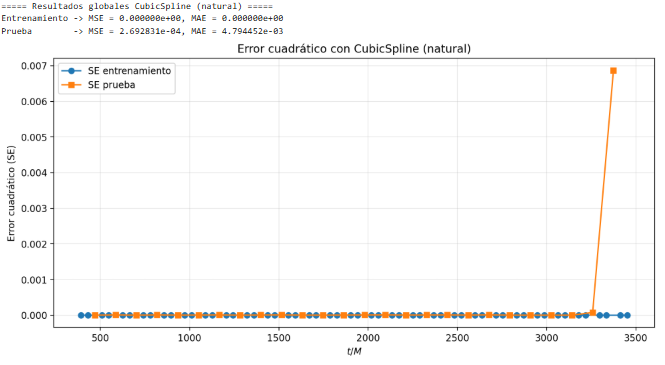 ===== Resultados globales CubicSpline (natural) =====
Entrenamiento -> MSE = 0.000000e+00, MAE = 0.000000e+00
Prueba        -> MSE = 2.692831e-04, MAE = 4.794452e-03
Error cuadrático con CubicSpline (natural)
SE entrenamiento
SE prueba
Error cuadrático (SE)
0.007
0.006
0.005
0.004
0.003
0.002
0.001
0.000
500 1000 1500 2000 2500 3000 3500
t/M